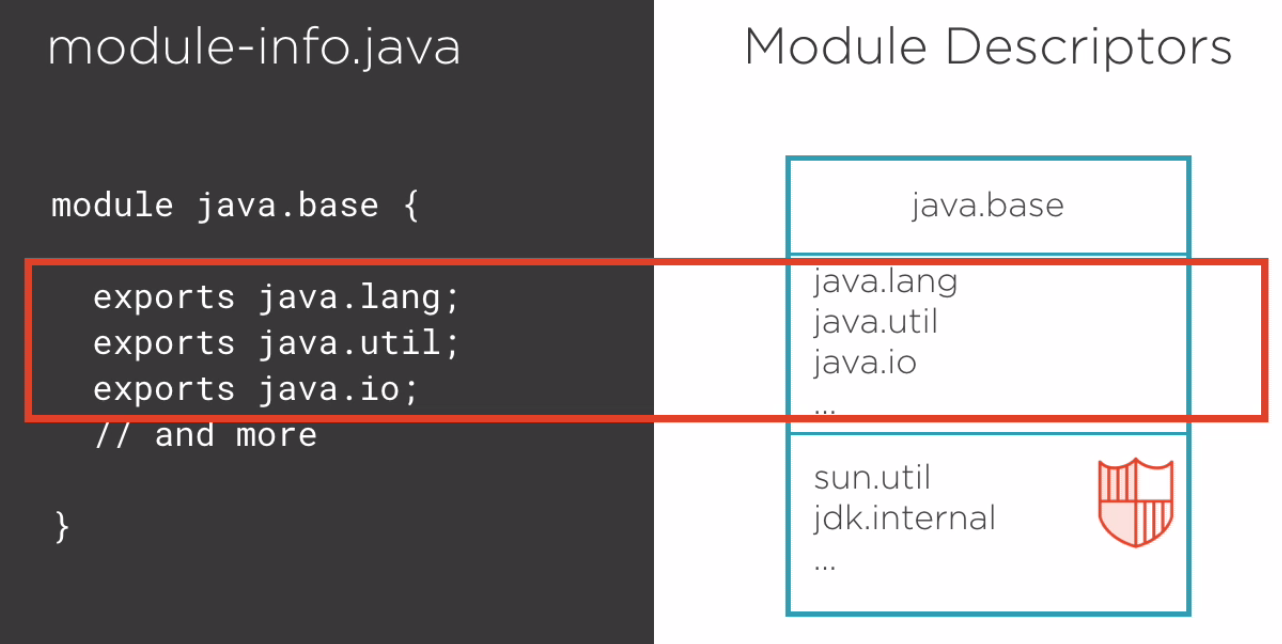 module-info.java
module java.base {
exports java.lang;
exports java.util;
exports java.io;
// and more
}
Module Descriptors
java.base
java.lang
java.util
java.io
...
sun.util
jdk.internal
...